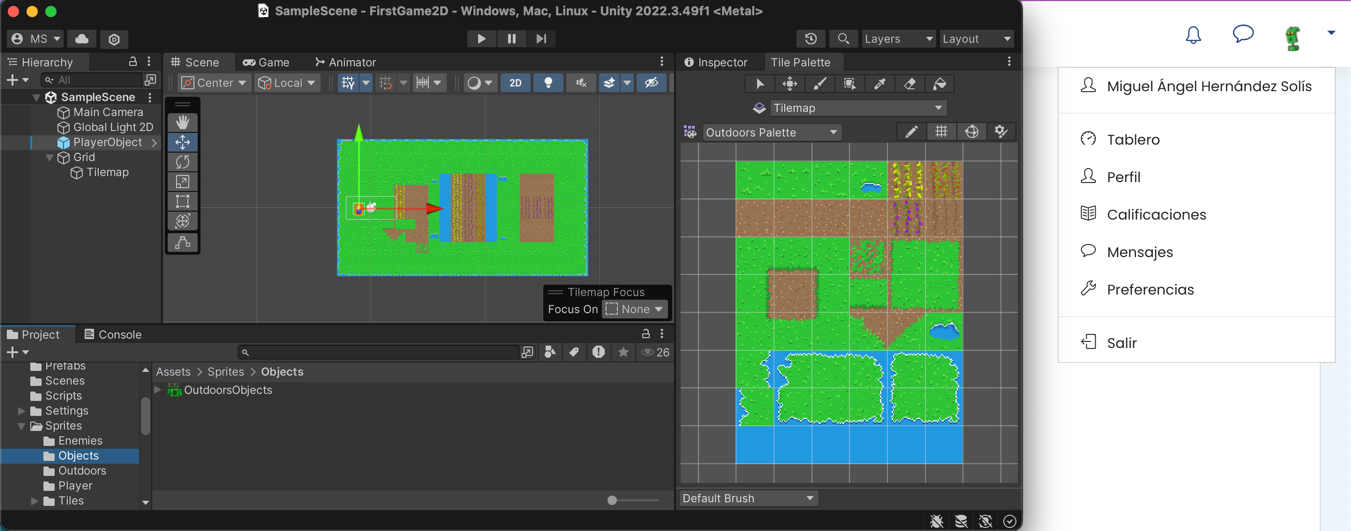 SampleScene - FirstGame2D - Windows, Mac, Linux - Unity 2022.3.49f1 <Metal>
MS
Layers
Layout
Hierarchy
All
SampleScene
Main Camera
Global Light 2D
PlayerObject
Grid
Tilemap
Scene
Game
Animator
Center
Local
2D
Tilemap Focus
Focus On
None
Inspector
Tile Palette
Tilemap
Outdoors Palette
Default Brush
Project
Console
26
Prefabs
Scenes
Scripts
Settings
Sprites
Enemies
Objects
Outdoors
Player
Tiles
Assets > Sprites > Objects
OutdoorsObjects
Miguel Ángel Hernández Solís
Tablero
Perfil
Calificaciones
Mensajes
Preferencias
Salir